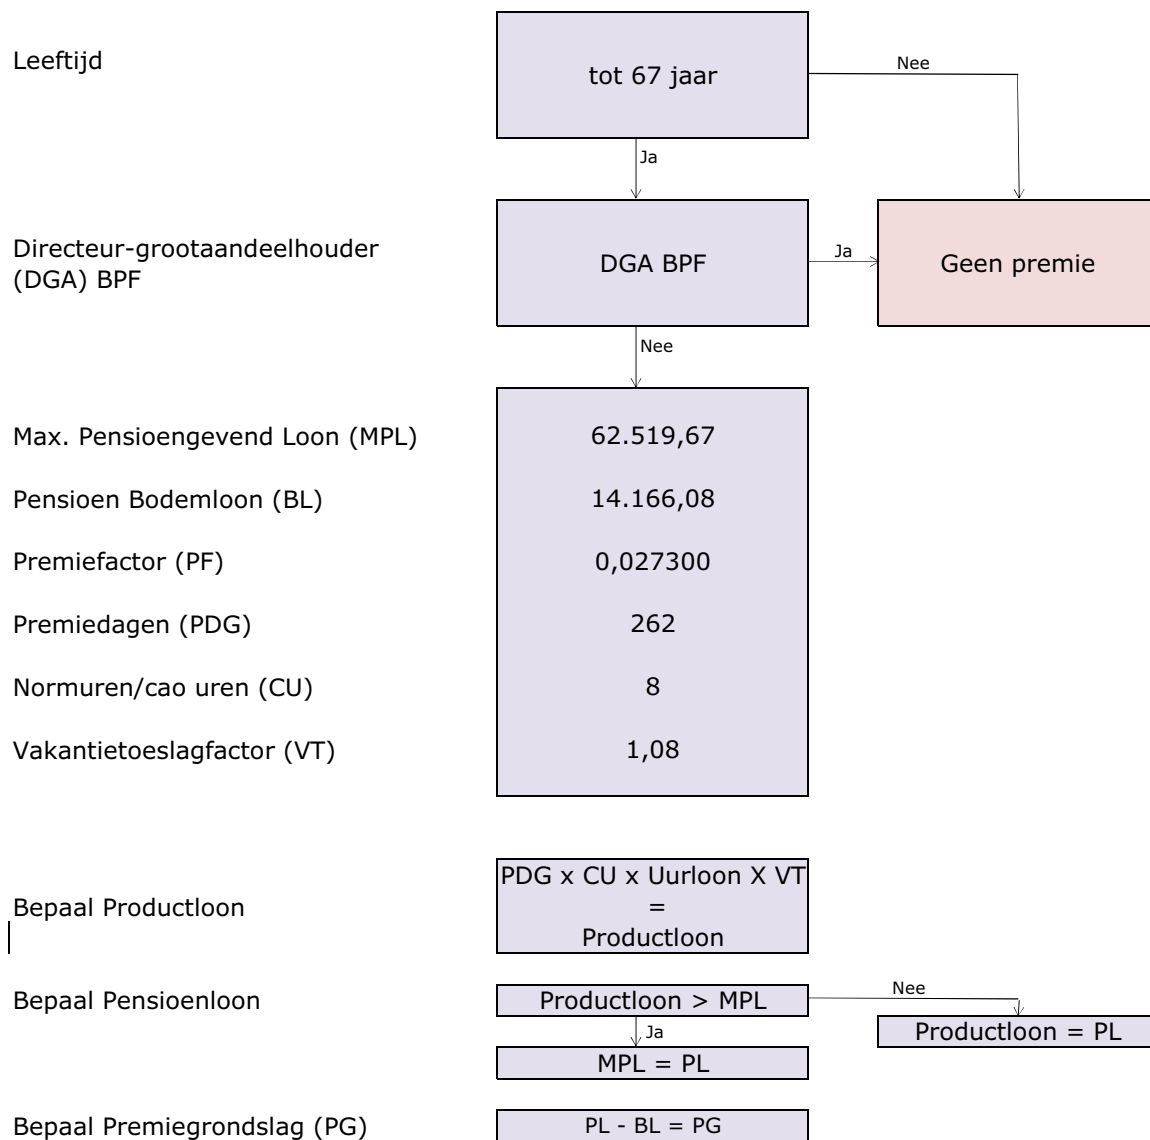 Leeftijd
tot 67 jaar
Nee
Ja
Directeur-grootaandeelhouder
(DGA) BPF
DGA BPF
Ja
Geen premie
Nee
Max. Pensioengevend Loon (MPL)
62.519,67
Pensioen Bodemloon (BL)
14.166,08
Premiefactor (PF)
0,027300
Premiedagen (PDG)
262
Normuren/cao uren (CU)
8
Vakantietoeslagfactor (VT)
1,08
Bepaal Productloon
PDG x CU x Uurloon X VT
=
Productloon
Bepaal Pensioenloon
Productloon > MPL
Nee
Productloon = PL
Ja
MPL = PL
Bepaal Premiegrondslag (PG)
PL - BL = PG